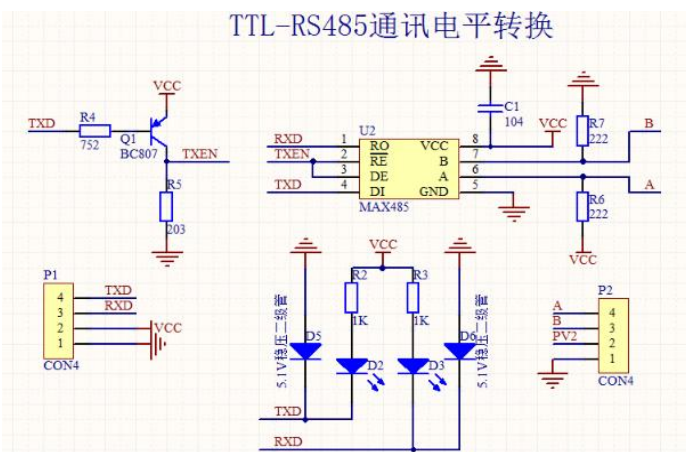 TTL-RS485通讯电平转换
VCC
TXD
R4
752
Q1
BC807
TXEN
R5
203
U2
RXD 1 RO VCC 8 VCC
TXEN 2 RE B 7
3 DE A 6
TXD 4 DI GND 5
MAX485
C1
104
R7
222
B
A
R6
222
VCC
P1
4 TXD
3 RXD
2 VCC
1
CON4
VCC
R2
1K
R3
1K
D5
5.1V稳压二级管
D2
D3
D6
5.1V稳压二级管
TXD
RXD
P2
A 4
B 3
PV2 2
1
CON4